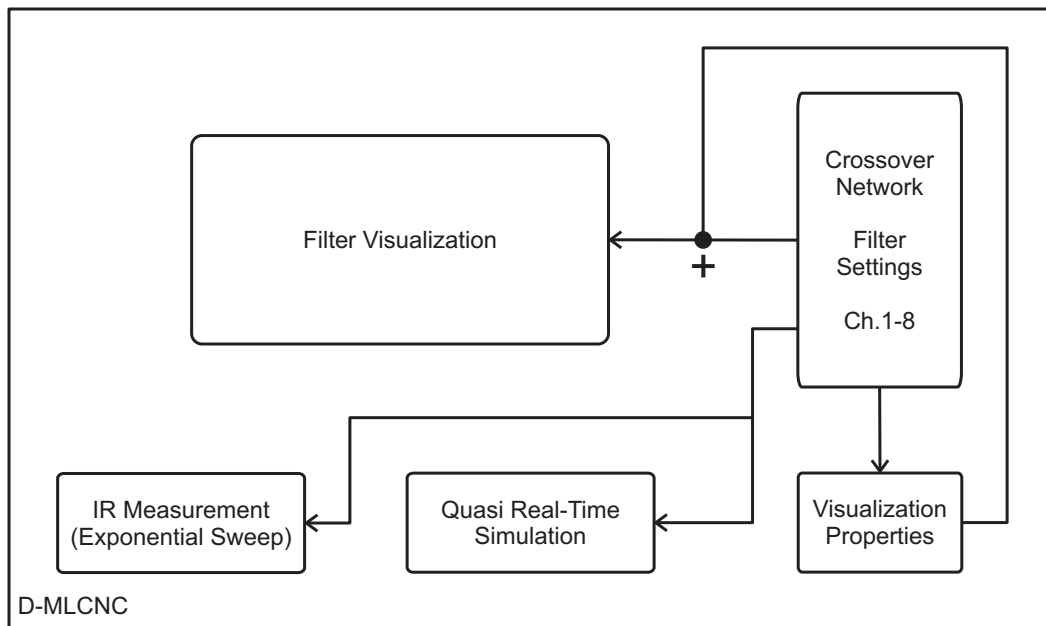 Crossover
Network
Filter
Settings
Ch.1-8
Filter Visualization
+
IR Measurement
(Exponential Sweep)
Quasi Real-Time
Simulation
Visualization
Properties
D-MLCNC